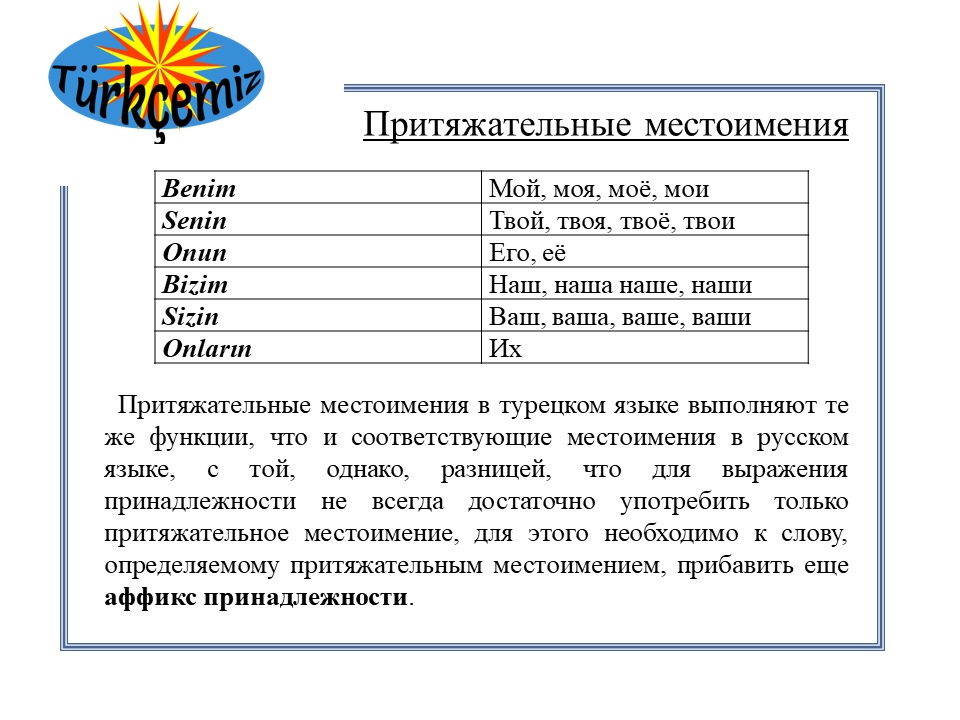 Türkçemiz
Притяжательные местоимения
Benim Мой, моя, моё, мои
Senin Твой, твоя, твоё, твои
Onun Его, её
Bizim Наш, наша наше, наши
Sizin Ваш, ваша, ваше, ваши
Onların Их
Притяжательные местоимения в турецком языке выполняют те
же функции, что и соответствующие местоимения в русском
языке, с той, однако, разницей, что для выражения
принадлежности не всегда достаточно употребить только
притяжательное местоимение, для этого необходимо к слову,
определяемому притяжательным местоимением, прибавить еще
аффикс принадлежности.